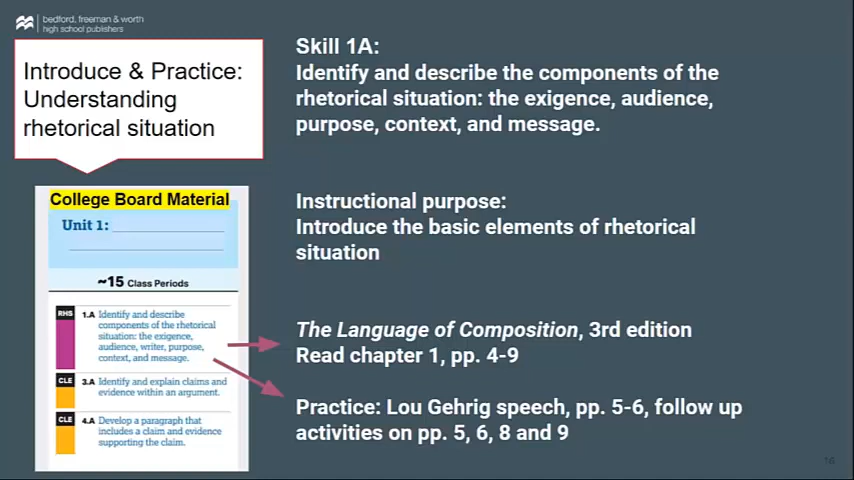 bedford, freeman & worth
high school publishers
Introduce & Practice:
Understanding
rhetorical situation
College Board Material
Unit 1:
~15 Class Periods
RHS
1.A Identify and describe
components of the rhetorical
situation: the exigence,
audience, writer, purpose,
context, and message.
CLE
3.A Identify and explain claims and
evidence within an argument.
CLE
4.A Develop a paragraph that
includes a claim and evidence
supporting the claim.
Skill 1A:
Identify and describe the components of the
rhetorical situation: the exigence, audience,
purpose, context, and message.
Instructional purpose:
Introduce the basic elements of rhetorical
situation
The Language of Composition, 3rd edition
Read chapter 1, pp. 4-9
Practice: Lou Gehrig speech, pp. 5-6, follow up
activities on pp. 5, 6, 8 and 9
16